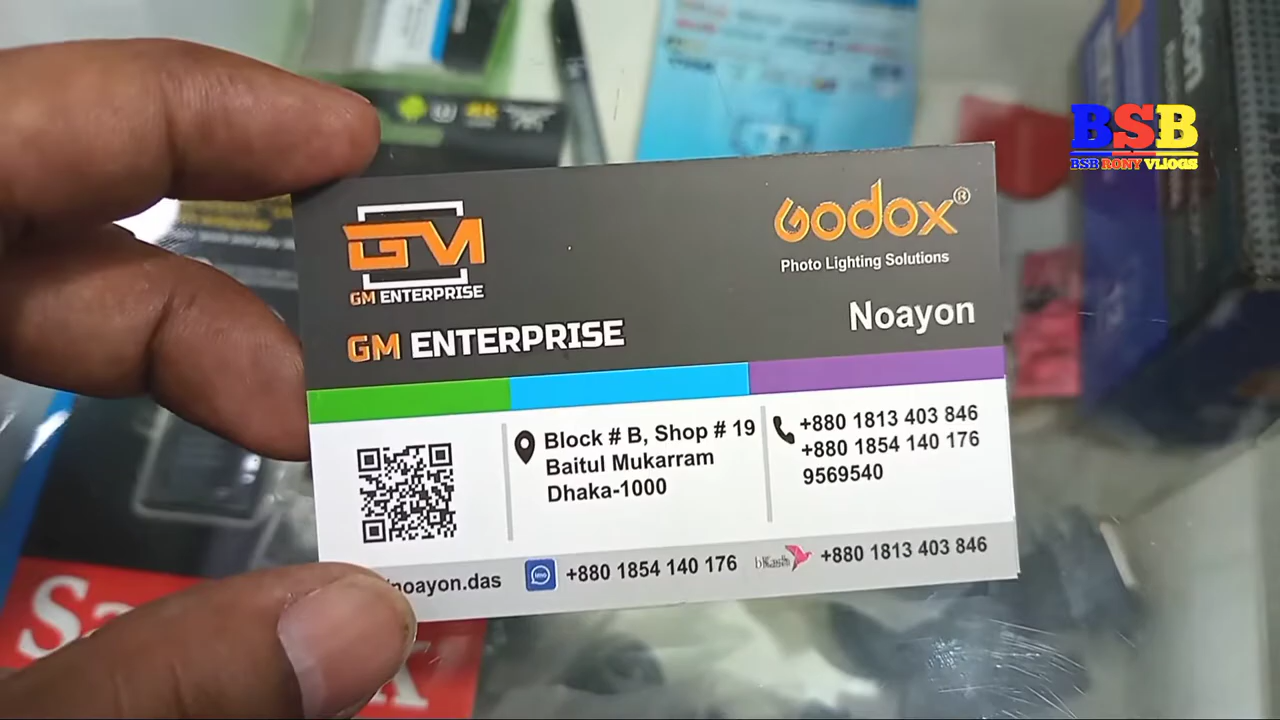 BSB
BSB RONY VLOGS
GM
GM ENTERPRISE
GM ENTERPRISE
Godox®
Photo Lighting Solutions
Noayon
Block # B, Shop # 19
Baitul Mukarram
Dhaka-1000
+880 1813 403 846
+880 1854 140 176
9569540
/noayon.das
imo
+880 1854 140 176
bKash
+880 1813 403 846
4K